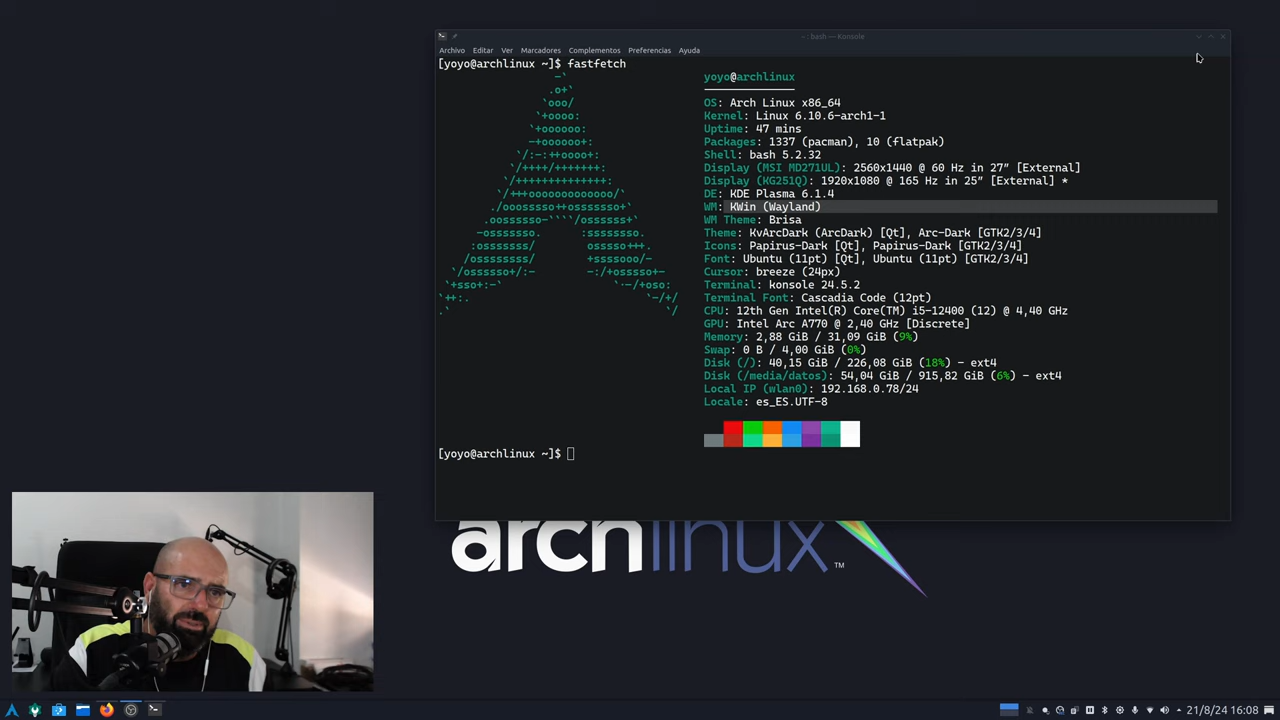 ~ : bash — Konsole
Archivo Editar Ver Marcadores Complementos Preferencias Ayuda
[yoyo@archlinux ~]$ fastfetch
yoyo@archlinux
OS: Arch Linux x86_64
Kernel: Linux 6.10.6-arch1-1
Uptime: 47 mins
Packages: 1337 (pacman), 10 (flatpak)
Shell: bash 5.2.32
Display (MSI MD271UL): 2560x1440 @ 60 Hz in 27″ [External]
Display (KG251Q): 1920x1080 @ 165 Hz in 25″ [External] *
DE: KDE Plasma 6.1.4
WM: KWin (Wayland)
WM Theme: Brisa
Theme: KvArcDark (ArcDark) [Qt], Arc-Dark [GTK2/3/4]
Icons: Papirus-Dark [Qt], Papirus-Dark [GTK2/3/4]
Font: Ubuntu (11pt) [Qt], Ubuntu (11pt) [GTK2/3/4]
Cursor: breeze (24px)
Terminal: konsole 24.5.2
Terminal Font: Cascadia Code (12pt)
CPU: 12th Gen Intel(R) Core(TM) i5-12400 (12) @ 4,40 GHz
GPU: Intel Arc A770 @ 2,40 GHz [Discrete]
Memory: 2,88 GiB / 31,09 GiB (9%)
Swap: 0 B / 4,00 GiB (0%)
Disk (/): 40,15 GiB / 226,08 GiB (18%) - ext4
Disk (/media/datos): 54,04 GiB / 915,82 GiB (6%) - ext4
Local IP (wlan0): 192.168.0.78/24
Locale: es_ES.UTF-8
[yoyo@archlinux ~]$
archlinux™
21/8/24 16:08